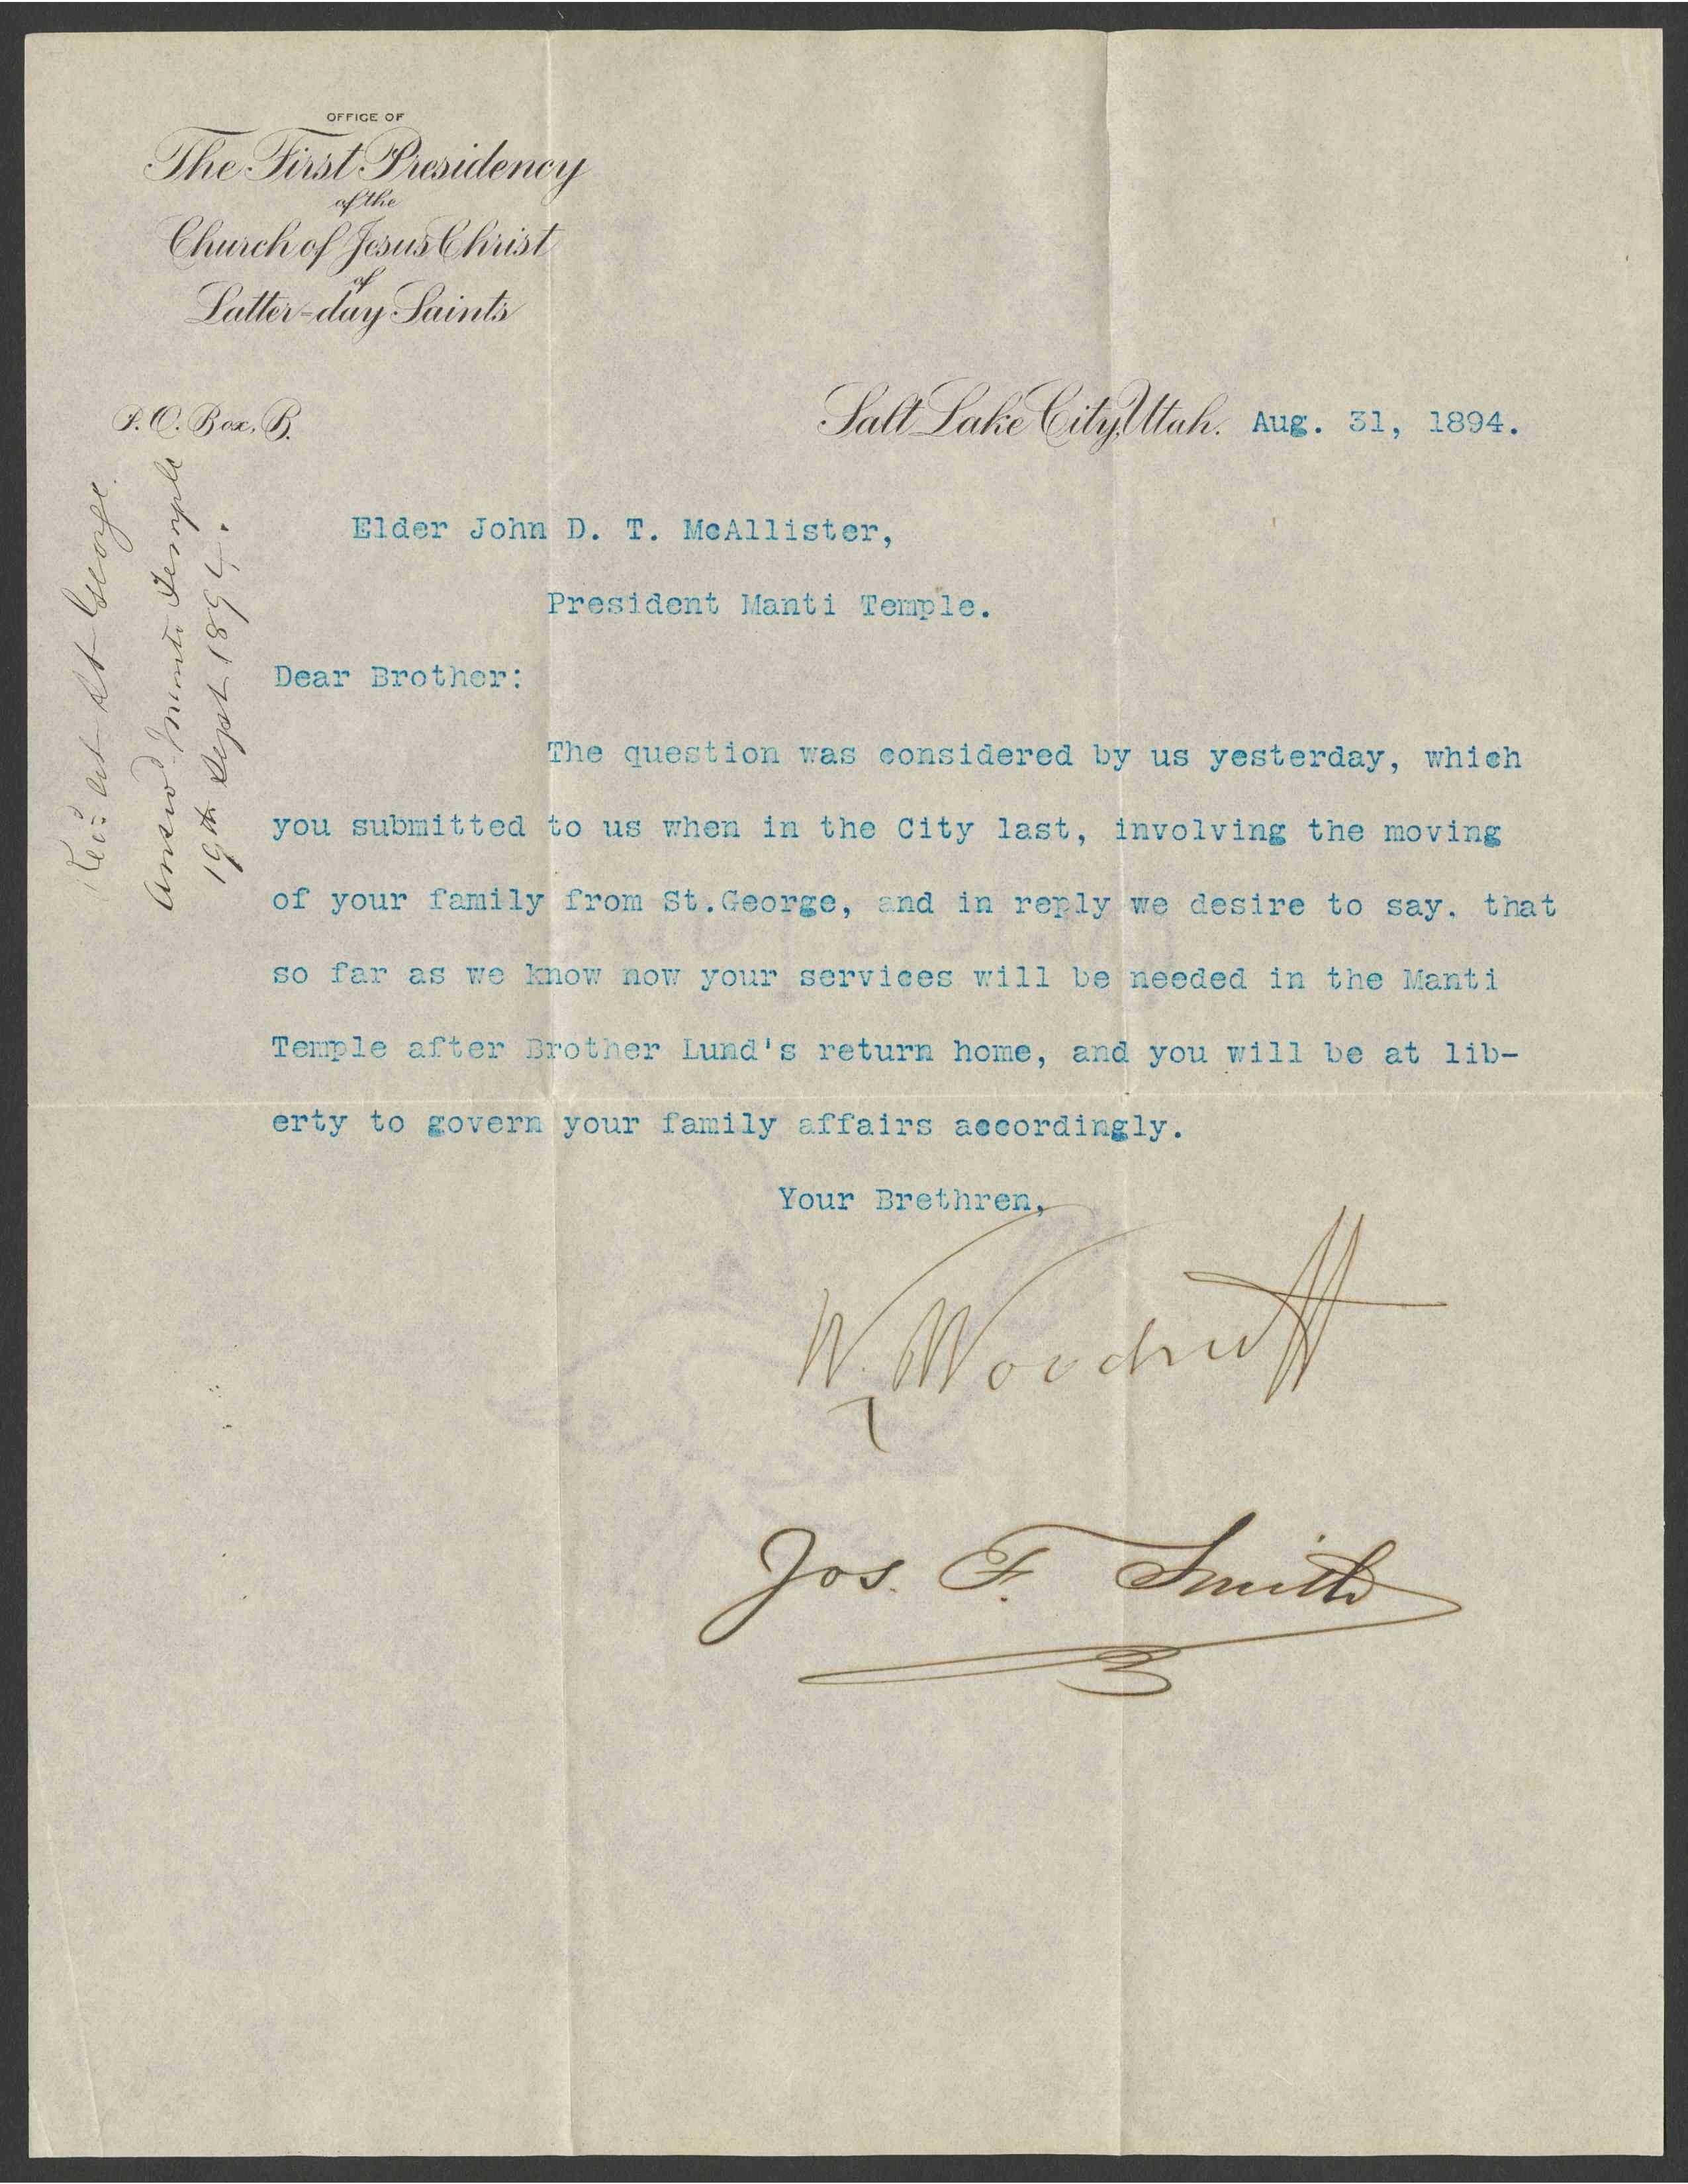 OFFICE OF
The First Presidency
of the
Church of Jesus Christ
of
Latter-day Saints
P. O. Box, B.
Salt Lake City, Utah. Aug. 31, 1894.
Rec'd at St George
Answd Manti Temple
19th Sept 1894.
Elder John D. T. McAllister,
President Manti Temple.
Dear Brother:
The question was considered by us yesterday, which
you submitted to us when in the City last, involving the moving
of your family from St.George, and in reply we desire to say, that
so far as we know now your services will be needed in the Manti
Temple after Brother Lund's return home, and you will be at lib-
erty to govern your family affairs accordingly.
Your Brethren,
W. Woodruff
Jos. F. Smith